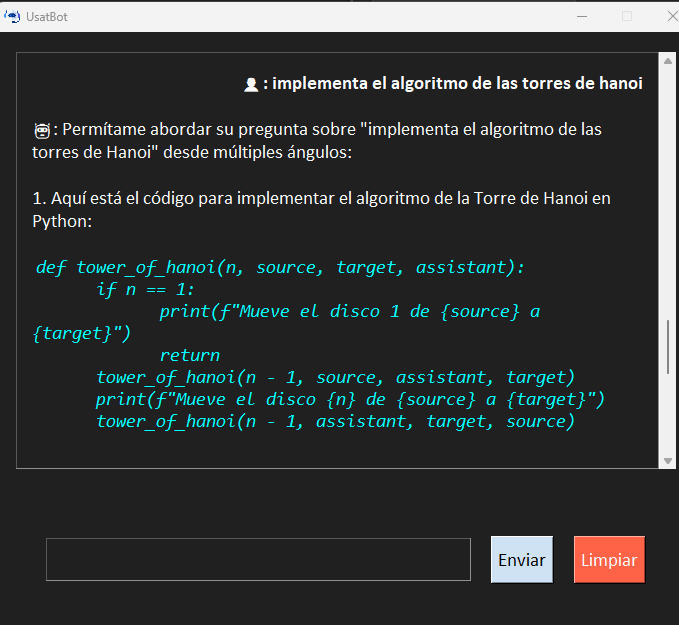 UsatBot
: implementa el algoritmo de las torres de hanoi
: Permítame abordar su pregunta sobre "implementa el algoritmo de las
torres de Hanoi" desde múltiples ángulos:
1. Aquí está el código para implementar el algoritmo de la Torre de Hanoi en
Python:
def tower_of_hanoi(n, source, target, assistant):
if n == 1:
print(f"Mueve el disco 1 de {source} a
{target}")
return
tower_of_hanoi(n - 1, source, assistant, target)
print(f"Mueve el disco {n} de {source} a {target}")
tower_of_hanoi(n - 1, assistant, target, source)
Enviar
Limpiar